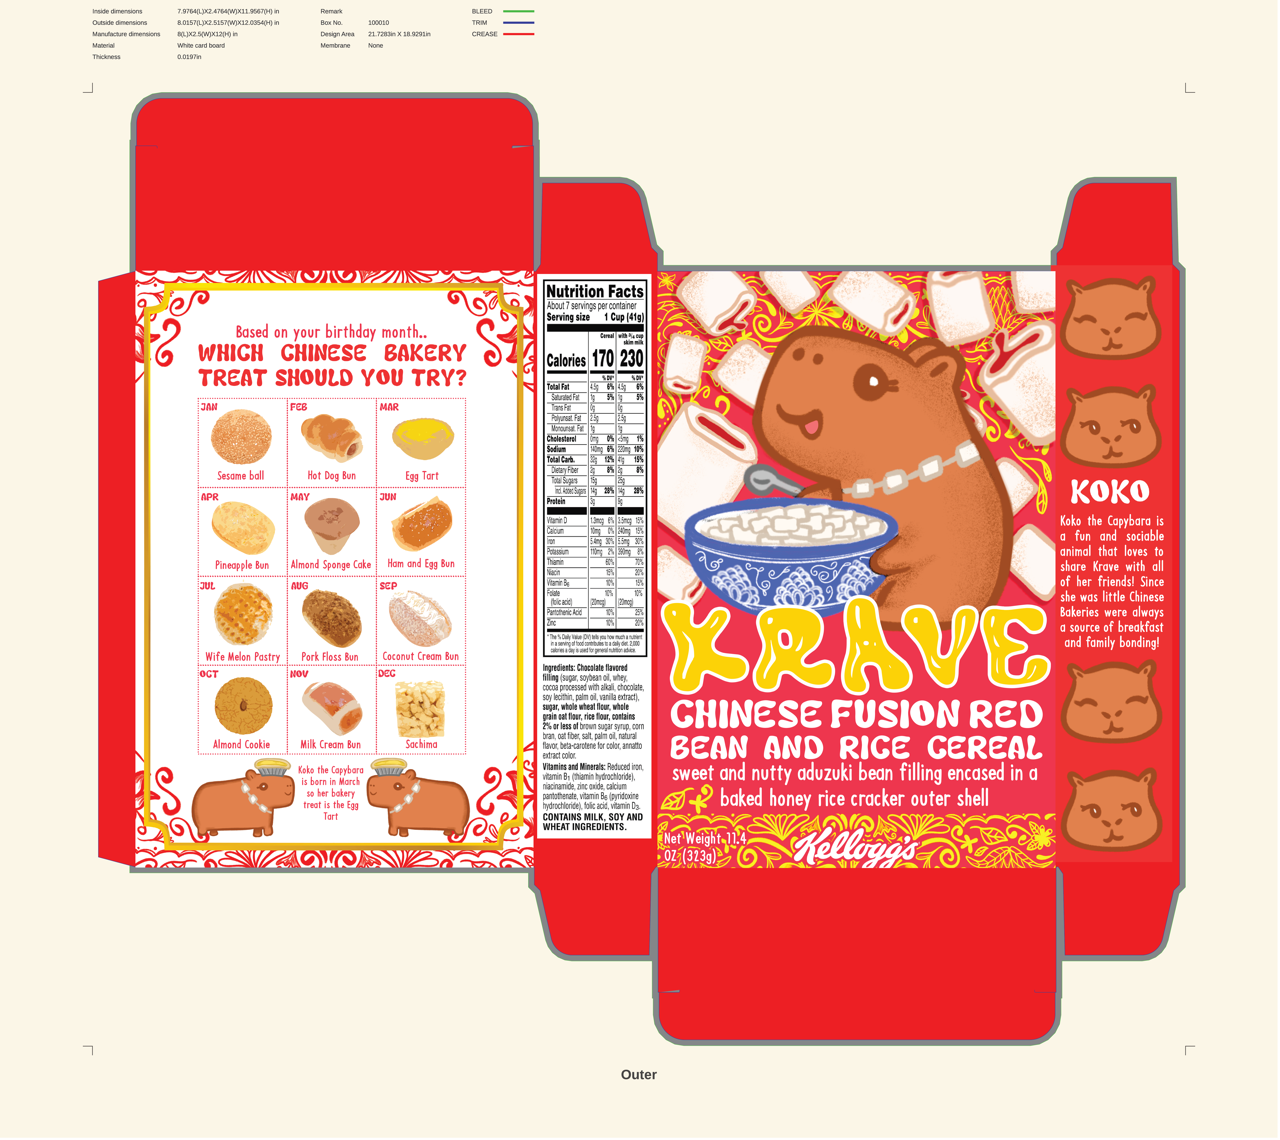 Inside dimensions 7.9764(L)X2.4764(W)X11.9567(H) in
Outside dimensions 8.0157(L)X2.5157(W)X12.0354(H) in
Manufacture dimensions 8(L)X2.5(W)X12(H) in
Material White card board
Thickness 0.0197in
Remark
Box No. 100010
Design Area 21.7283in X 18.9291in
Membrane None
BLEED
TRIM
CREASE
Based on your birthday month..
WHICH CHINESE BAKERY
TREAT SHOULD YOU TRY?
JAN
Sesame ball
FEB
Hot Dog Bun
MAR
Egg Tart
APR
Pineapple Bun
MAY
Almond Sponge Cake
JUN
Ham and Egg Bun
JUL
Wife Melon Pastry
AUG
Pork Floss Bun
SEP
Coconut Cream Bun
OCT
Almond Cookie
NOV
Milk Cream Bun
DEC
Sachima
Koko the Capybara
is born in March
so her bakery
treat is the Egg
Tart
Nutrition Facts
About 7 servings per container
Serving size 1 Cup (41g)
Cereal with ¾ cup
skim milk
Calories 170 230
% DV* % DV*
Total Fat 4.5g 6% 4.5g 6%
Saturated Fat 1g 5% 1g 5%
Trans Fat 0g 0g
Polyunsat. Fat 2.5g 2.5g
Monounsat. Fat 1g 1g
Cholesterol 0mg 0% <5mg 1%
Sodium 140mg 6% 220mg 10%
Total Carb. 32g 12% 41g 15%
Dietary Fiber 2g 8% 2g 8%
Total Sugars 15g 25g
Incl. Added Sugars 14g 28% 14g 28%
Protein 3g 9g
Vitamin D 1.3mcg 6% 3.5mcg 15%
Calcium 10mg 0% 240mg 15%
Iron 5.4mg 30% 5.5mg 30%
Potassium 110mg 2% 390mg 8%
Thiamin 60% 70%
Niacin 15% 20%
Vitamin B6 10% 15%
Folate 10% 10%
(folic acid) (20mcg) (20mcg)
Pantothenic Acid 10% 25%
Zinc 10% 20%
* The % Daily Value (DV) tells you how much a nutrient
in a serving of food contributes to a daily diet. 2,000
calories a day is used for general nutrition advice.
Ingredients: Chocolate flavored
filling (sugar, soybean oil, whey,
cocoa processed with alkali, chocolate,
soy lecithin, palm oil, vanilla extract),
sugar, whole wheat flour, whole
grain oat flour, rice flour, contains
2% or less of brown sugar syrup, corn
bran, oat fiber, salt, palm oil, natural
flavor, beta-carotene for color, annatto
extract color.
Vitamins and Minerals: Reduced iron,
vitamin B1 (thiamin hydrochloride),
niacinamide, zinc oxide, calcium
pantothenate, vitamin B6 (pyridoxine
hydrochloride), folic acid, vitamin D3.
CONTAINS MILK, SOY AND
WHEAT INGREDIENTS.
KRAVE
CHINESE FUSION RED
BEAN AND RICE CEREAL
sweet and nutty aduzuki bean filling encased in a
baked honey rice cracker outer shell
Net Weight 11.4
OZ (323g)
Kellogg's
KOKO
Koko the Capybara is
a fun and sociable
animal that loves to
share Krave with all
of her friends! Since
she was little Chinese
Bakeries were always
a source of breakfast
and family bonding!
Outer